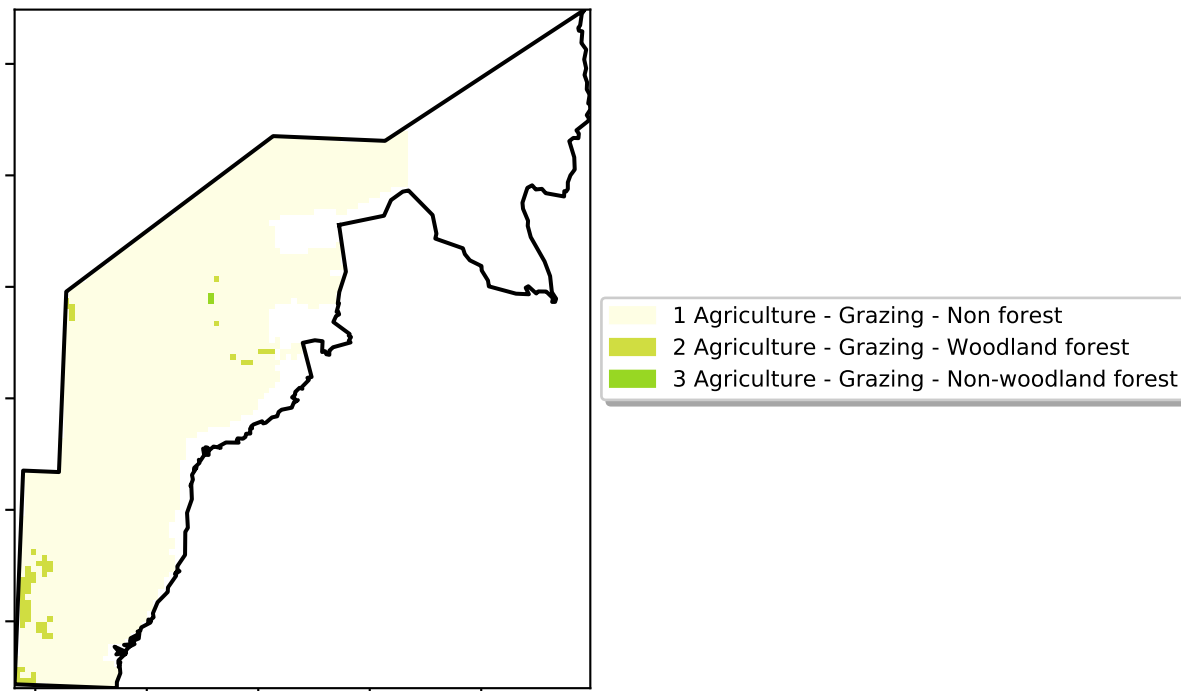 1 Agriculture - Grazing - Non forest
2 Agriculture - Grazing - Woodland forest
3 Agriculture - Grazing - Non-woodland forest